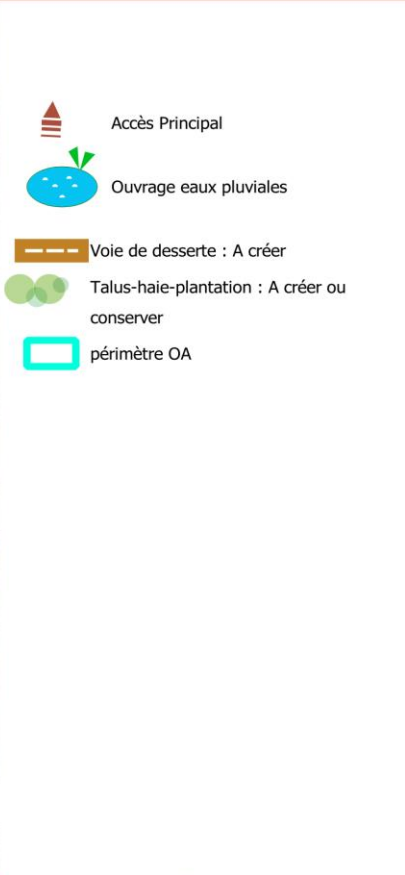 Accès Principal
Ouvrage eaux pluviales
Voie de desserte : A créer
Talus-haie-plantation : A créer ou
conserver
périmètre OA